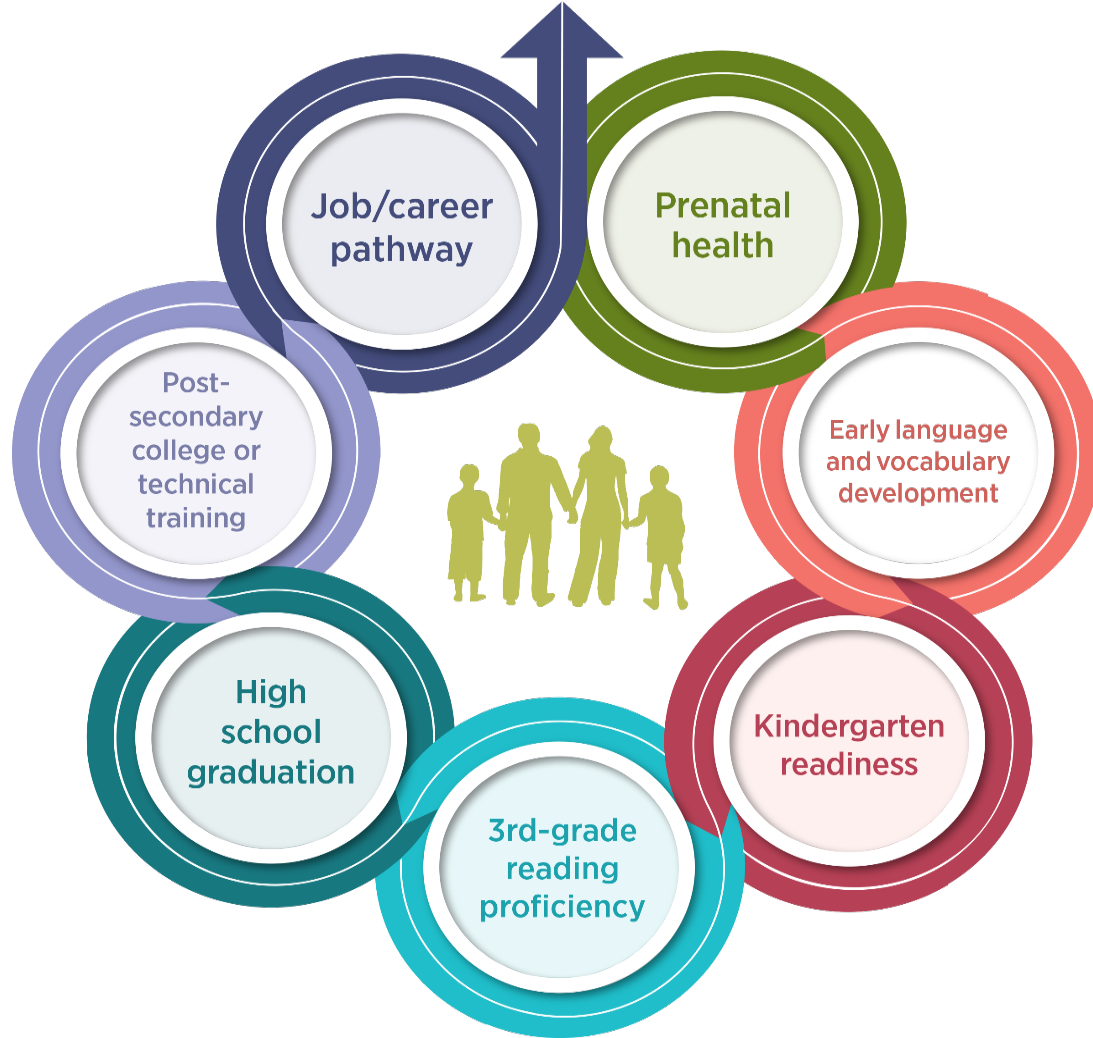 Prenatal
health
Early language
and vocabulary
development
Kindergarten
readiness
3rd-grade
reading
proficiency
High
school
graduation
Post-
secondary
college or
technical
training
Job/career
pathway